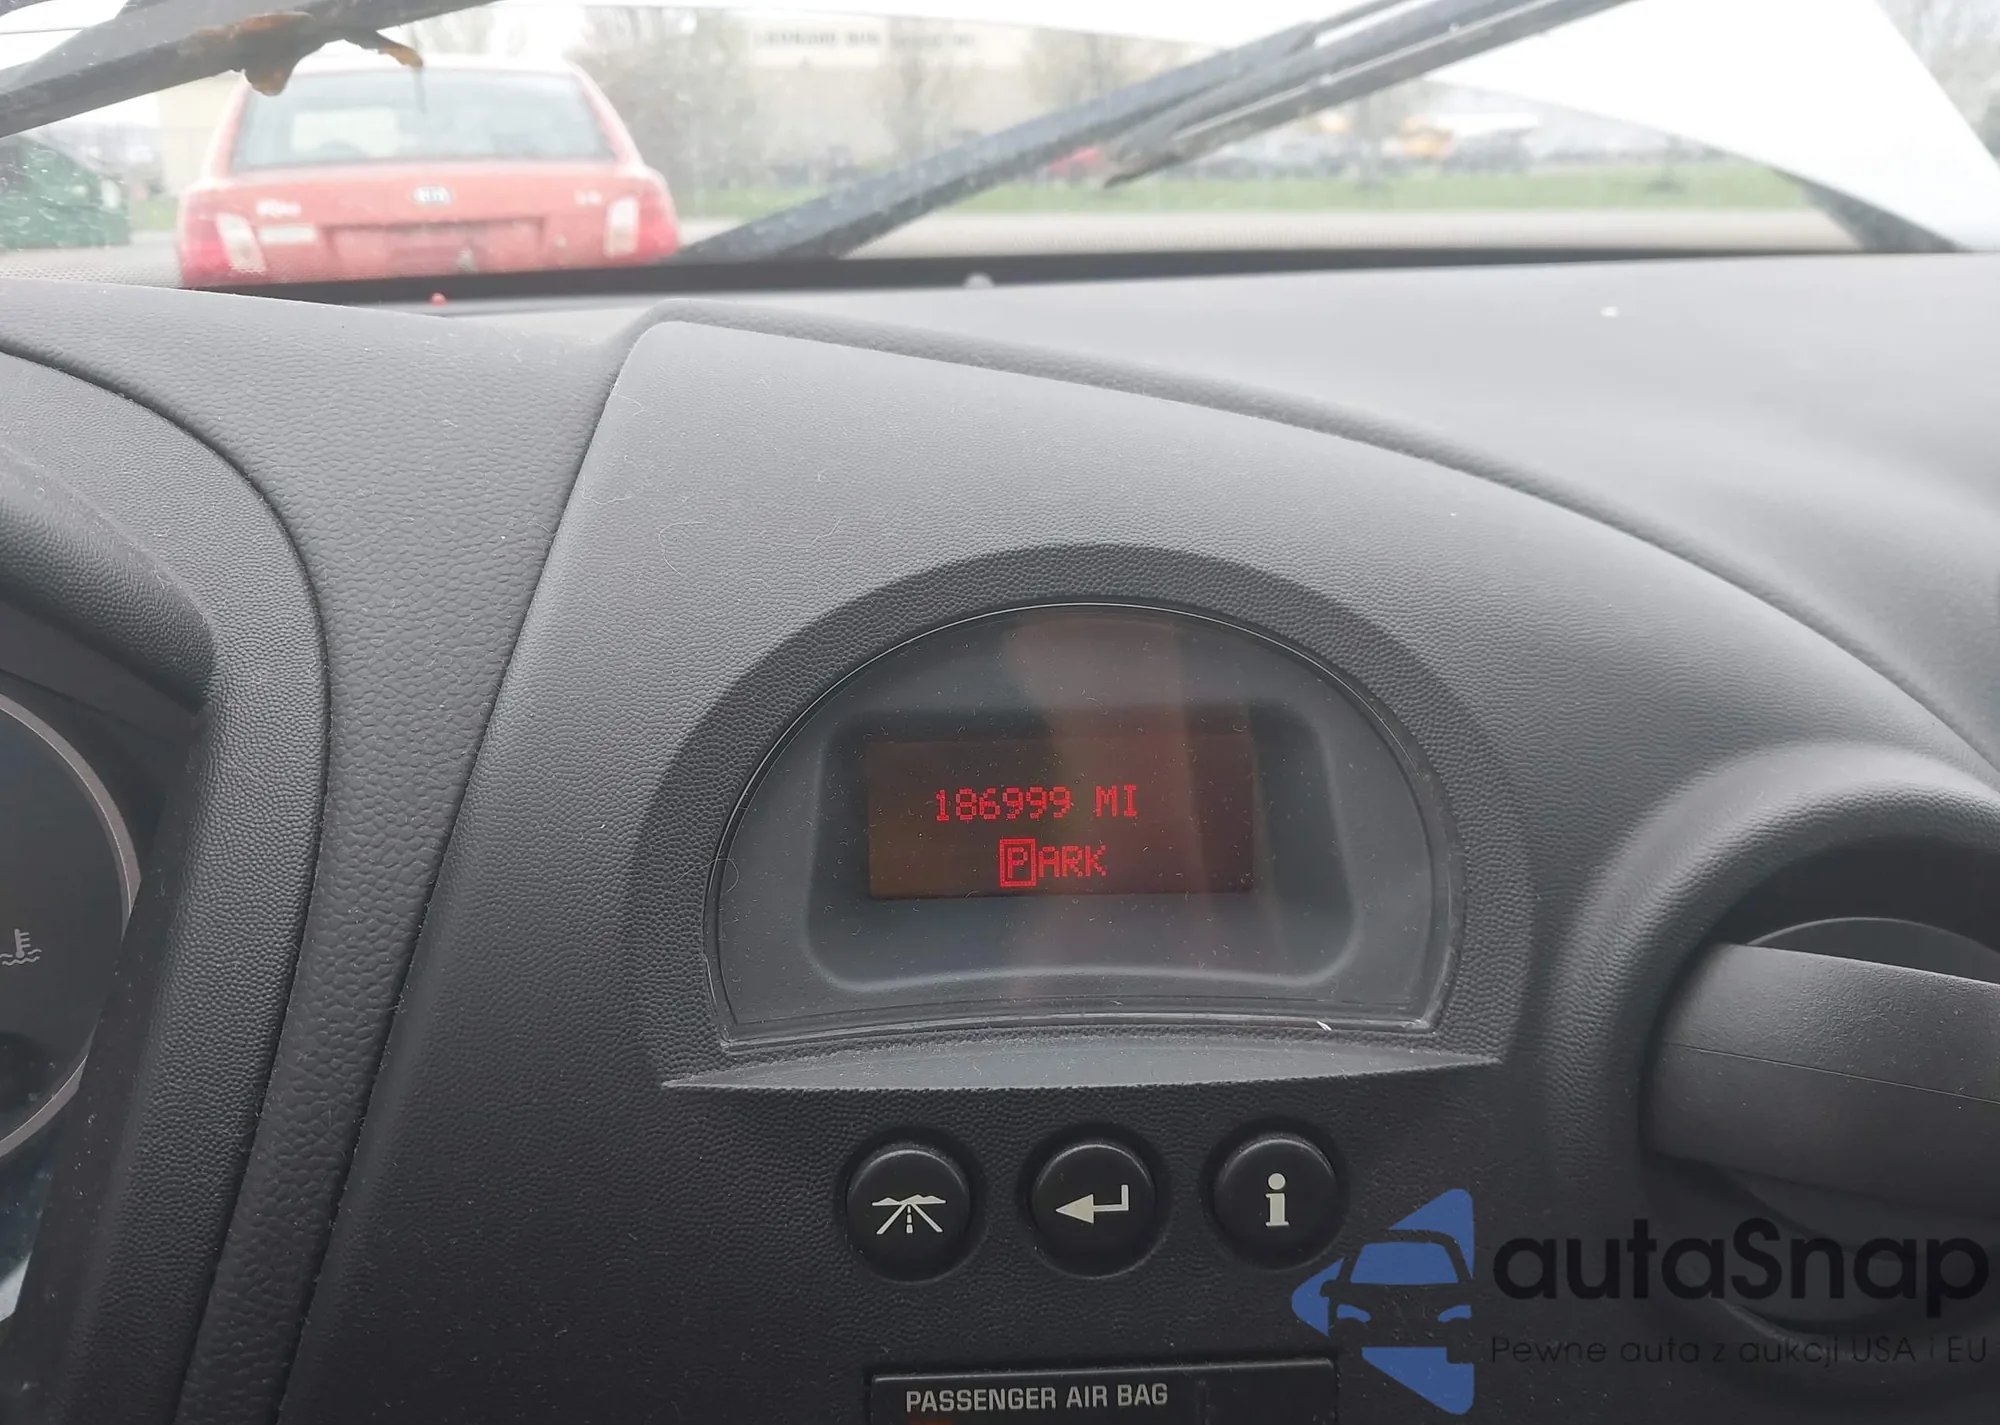 186999 MI
PARK
i
PASSENGER AIR BAG
autaSnap
Pewne auta z aukcji USA i EU